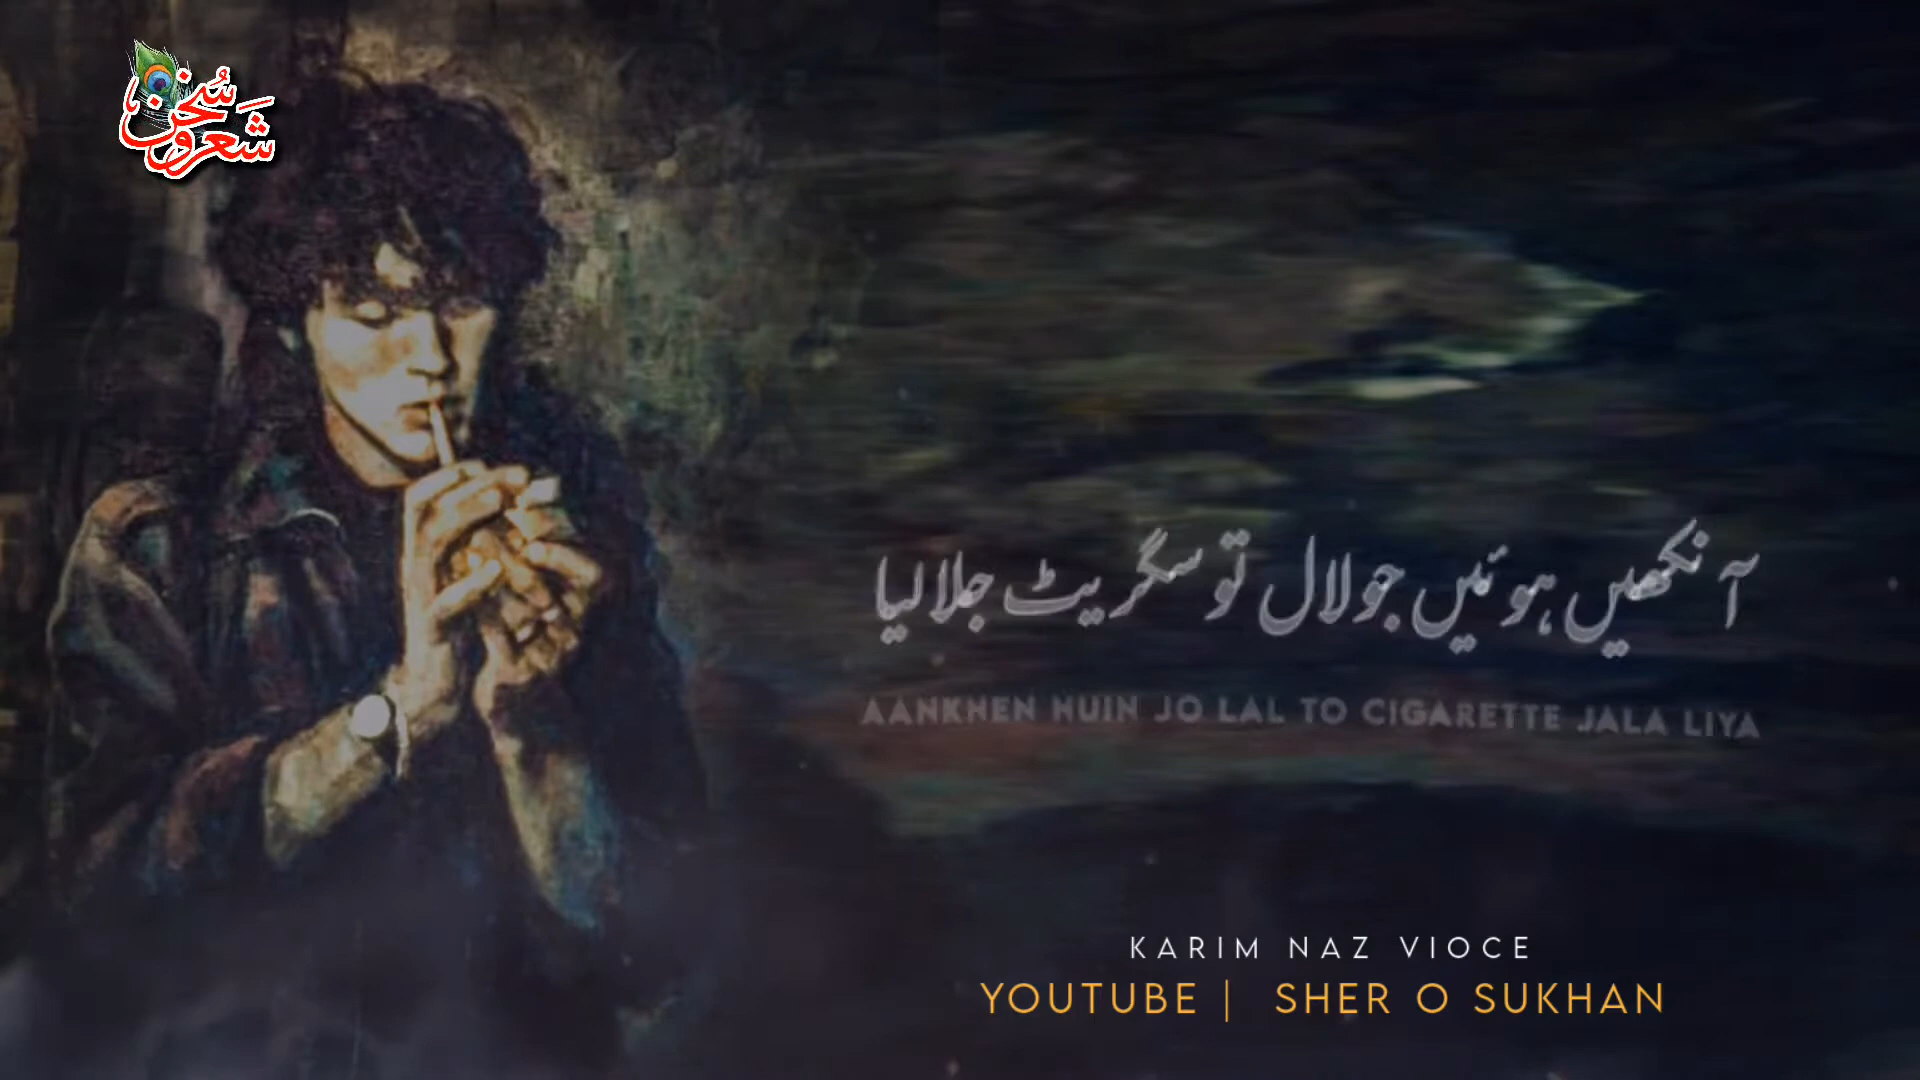 شعر و سخن
آنکھیں ہوئیں جو لال تو سگریٹ جلا لیا
AANKHEN HUIN JO LAL TO CIGARETTE JALA LIYA
KARIM NAZ VIOCE
YOUTUBE | SHER O SUKHAN